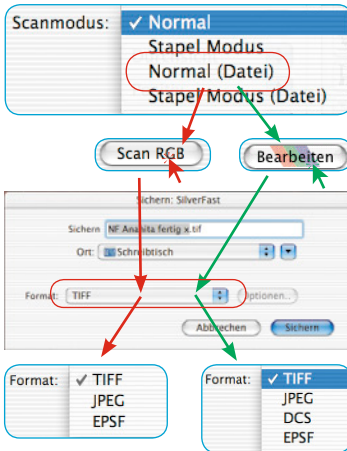 Scanmodus: ✓ Normal
Stapel Modus
Normal (Datei)
Stapel Modus (Datei)
Scan RGB
Bearbeiten
Sichern: SilverFast
Sichern NF Ananita fertig x.tif
Ort: Schreibtisch
Format: TIFF
Optionen...
Abbrechen
Sichern
Format: ✓ TIFF
JPEG
EPSF
Format: ✓ TIFF
JPEG
DCS
EPSF